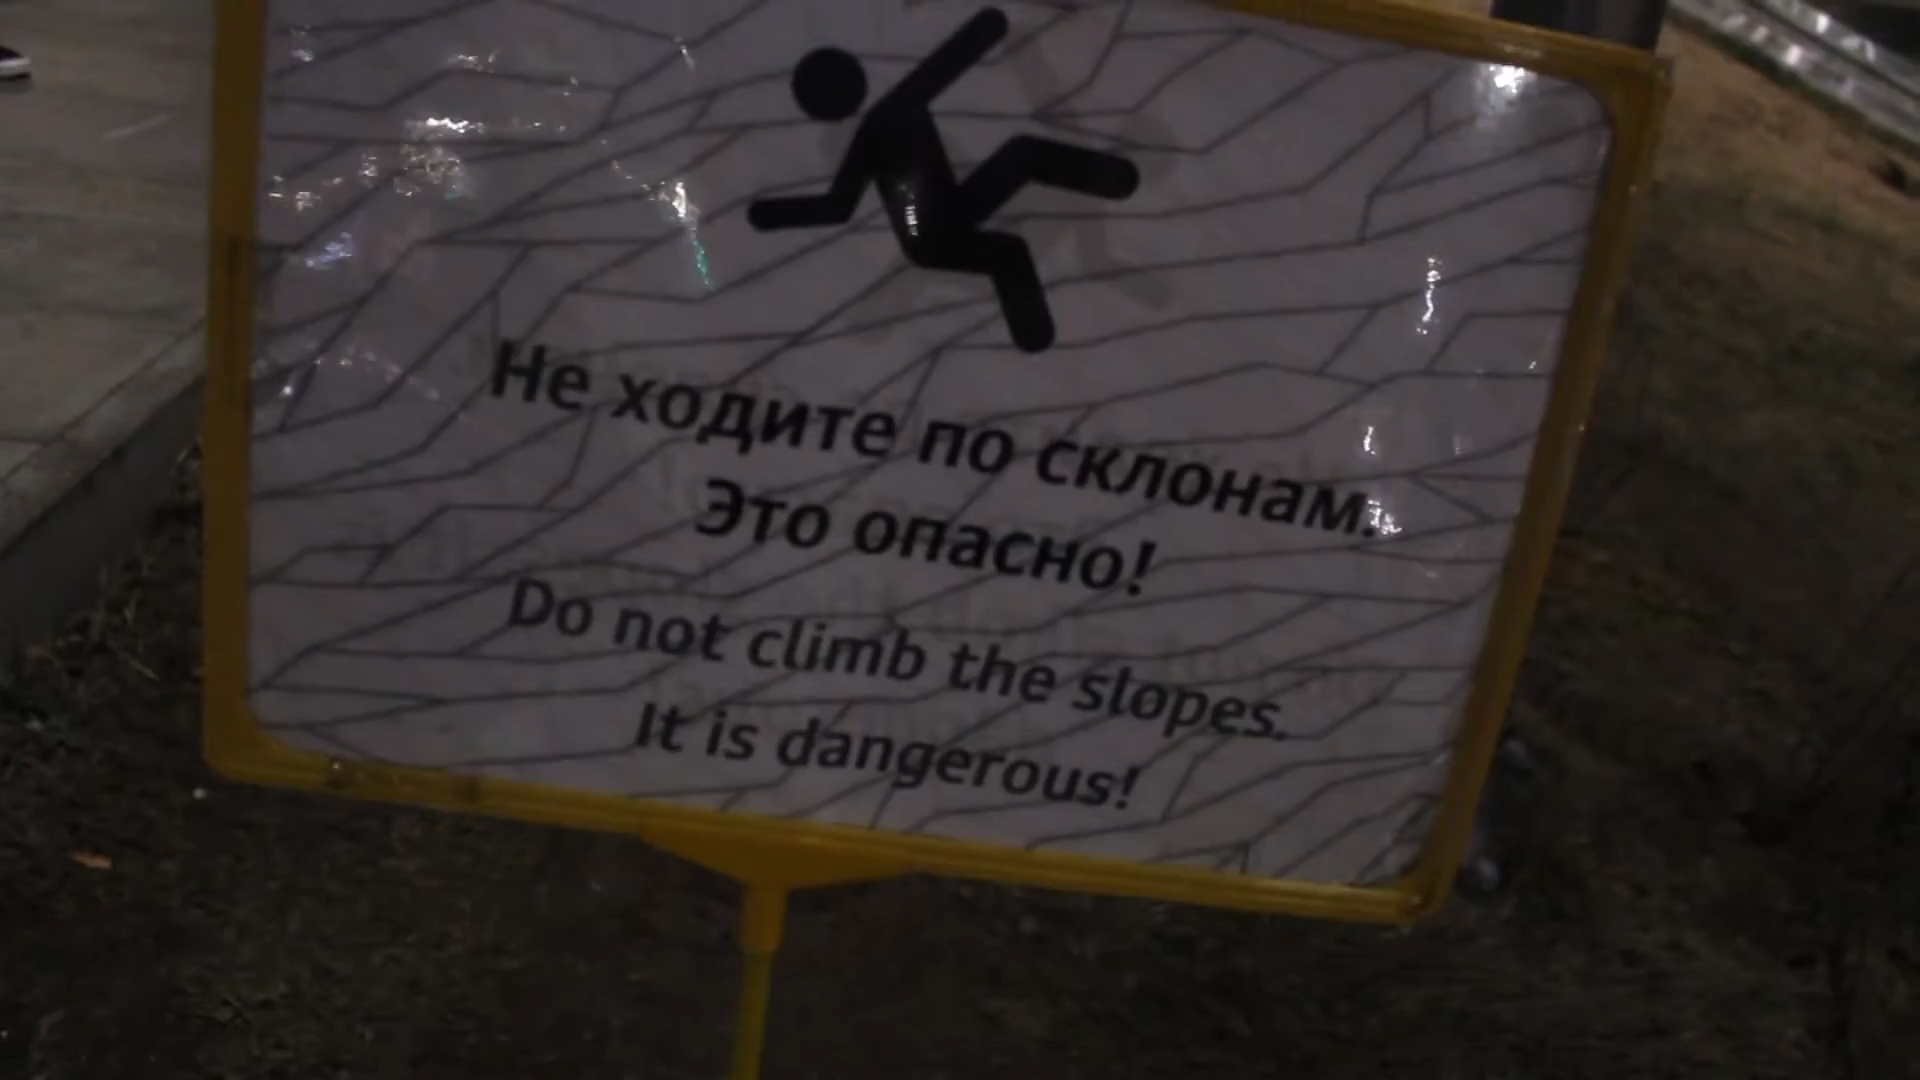 Не ходите по склонам.
Это опасно!
Do not climb the slopes.
It is dangerous!